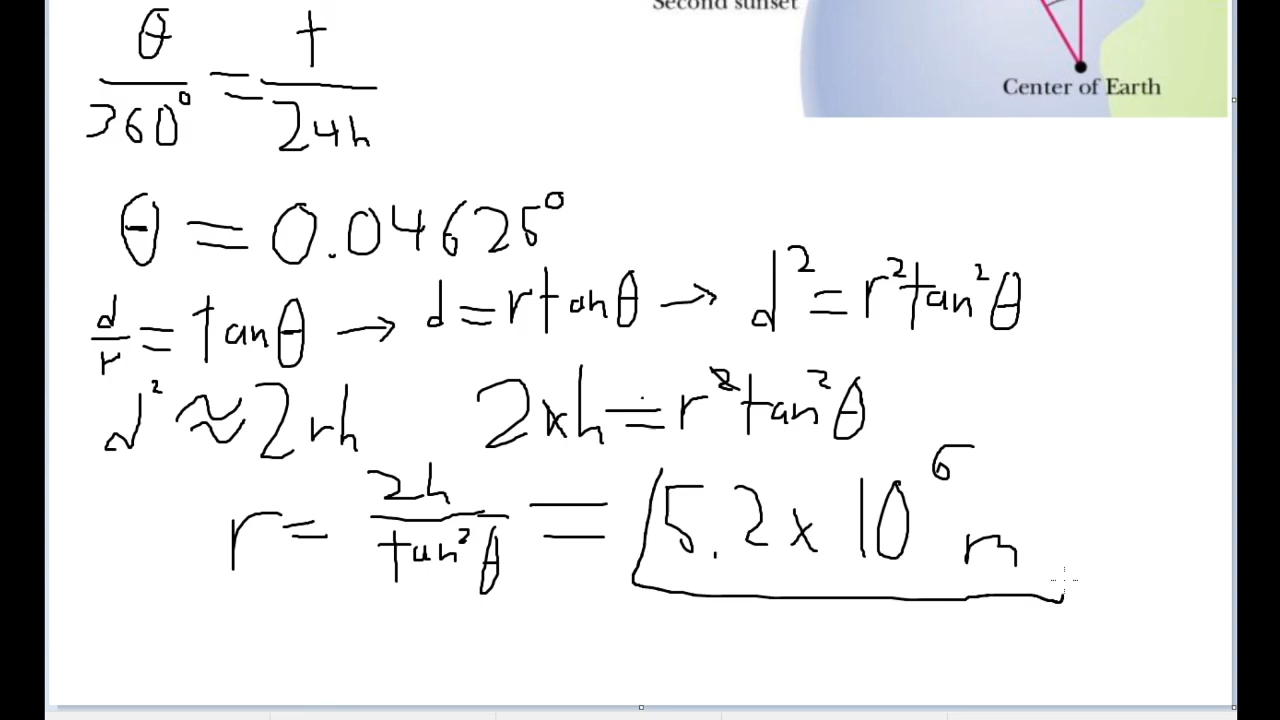 Second sunset
Center of Earth
θ/360° = t/24h
θ = 0.04625°
d/r = tanθ → d = r tanθ → d² = r² tan²θ
d² ≈ 2rh 2rh = r² tan²θ
r = 2h/tan²θ = 5.2 x 10⁶ m